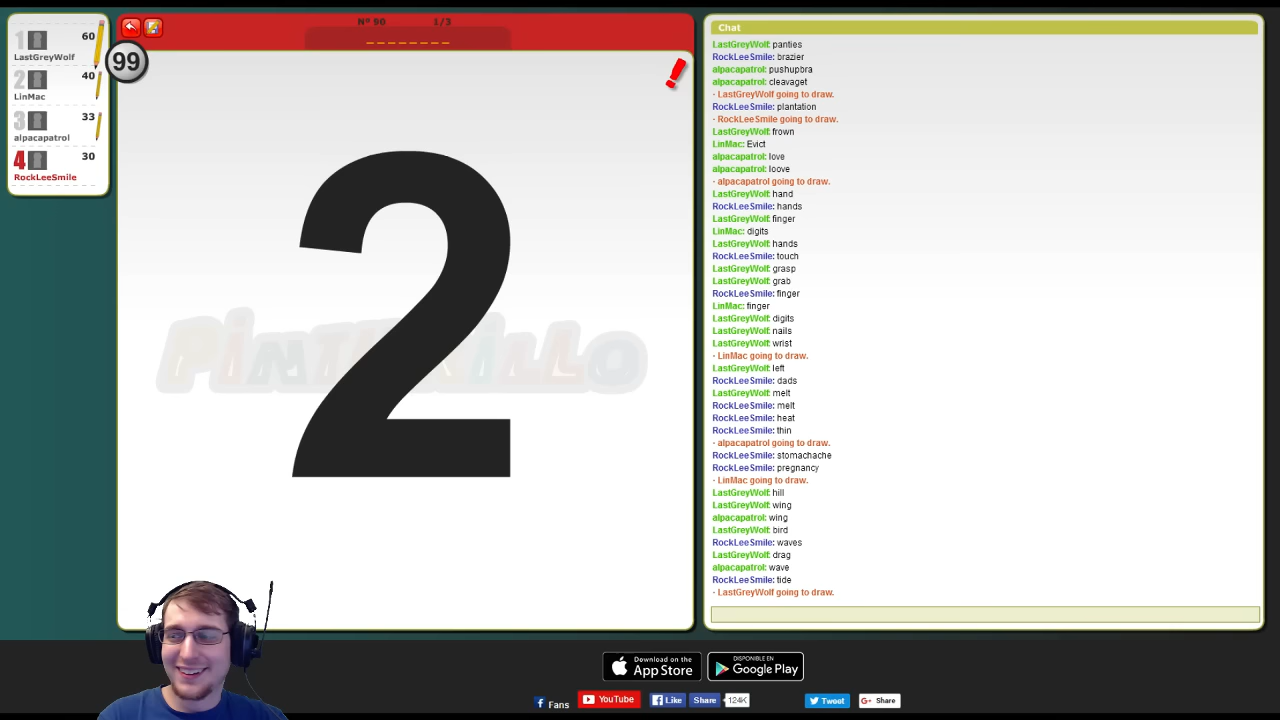 1 60
LastGreyWolf
2 40
LinMac
3 33
alpacapatrol
4 30
RockLeeSmile
99
Nº 90 1/3
_ _ _ _ _ _ _ _
2
Chat
LastGreyWolf: panties
RockLeeSmile: brazier
alpacapatrol: pushupbra
alpacapatrol: cleavaget
- LastGreyWolf going to draw.
RockLeeSmile: plantation
- RockLeeSmile going to draw.
LastGreyWolf: frown
LinMac: Evict
alpacapatrol: love
alpacapatrol: loove
- alpacapatrol going to draw.
LastGreyWolf: hand
RockLeeSmile: hands
LastGreyWolf: finger
LinMac: digits
LastGreyWolf: hands
RockLeeSmile: touch
LastGreyWolf: grasp
LastGreyWolf: grab
RockLeeSmile: finger
LinMac: finger
LastGreyWolf: digits
LastGreyWolf: nails
LastGreyWolf: wrist
- LinMac going to draw.
LastGreyWolf: left
RockLeeSmile: dads
LastGreyWolf: melt
RockLeeSmile: melt
RockLeeSmile: heat
RockLeeSmile: thin
- alpacapatrol going to draw.
RockLeeSmile: stomachache
RockLeeSmile: pregnancy
- LinMac going to draw.
LastGreyWolf: hill
LastGreyWolf: wing
alpacapatrol: wing
LastGreyWolf: bird
RockLeeSmile: waves
LastGreyWolf: drag
alpacapatrol: wave
RockLeeSmile: tide
- LastGreyWolf going to draw.
Download on the
App Store
DISPONIBLE EN
Google Play
Fans
YouTube
Like
Share
124K
Tweet
G+ Share